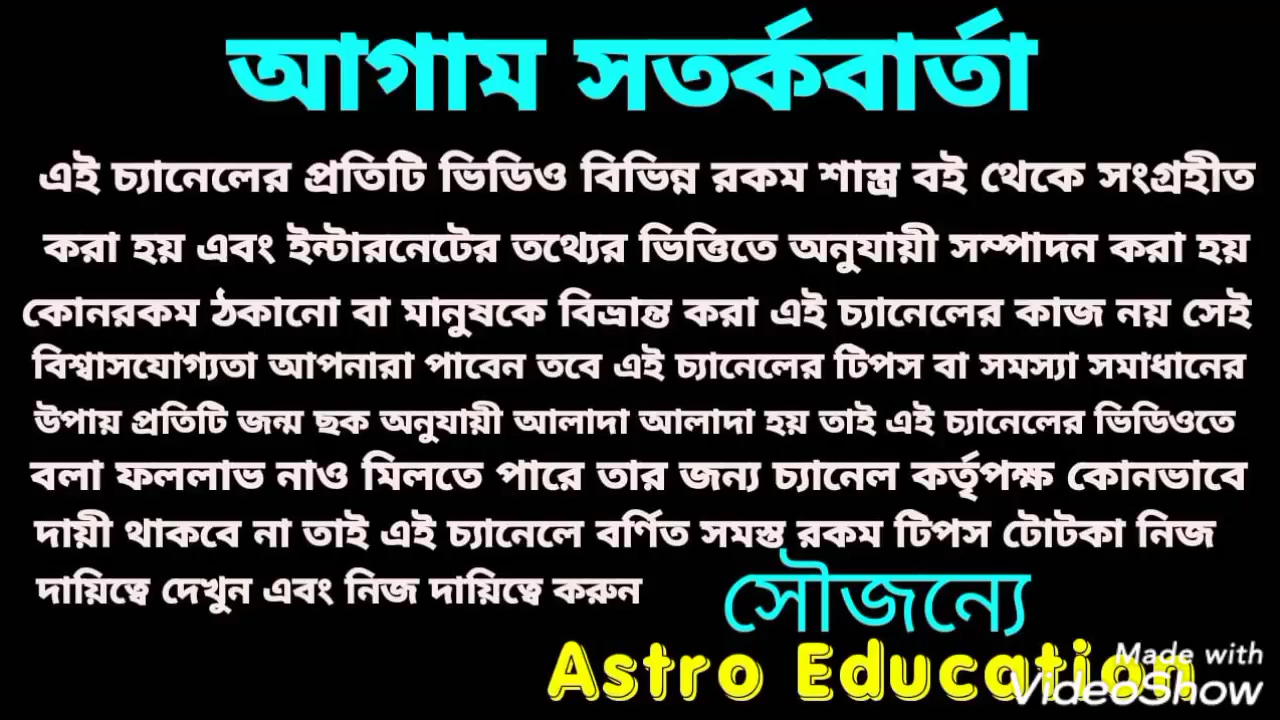 আগাম সতর্কবার্তা
এই চ্যানেলের প্রতিটি ভিডিও বিভিন্ন রকম শাস্ত্র বই থেকে সংগ্রহীত
করা হয় এবং ইন্টারনেটের তথ্যের ভিত্তিতে অনুযায়ী সম্পাদন করা হয়
কোনরকম ঠকানো বা মানুষকে বিভ্রান্ত করা এই চ্যানেলের কাজ নয় সেই
বিশ্বাসযোগ্যতা আপনারা পাবেন তবে এই চ্যানেলের টিপস বা সমস্যা সমাধানের
উপায় প্রতিটি জন্ম ছক অনুযায়ী আলাদা আলাদা হয় তাই এই চ্যানেলের ভিডিওতে
বলা ফললাভ নাও মিলতে পারে তার জন্য চ্যানেল কর্তৃপক্ষ কোনভাবে
দায়ী থাকবে না তাই এই চ্যানেলে বর্ণিত সমস্ত রকম টিপস টোটকা নিজ
দায়িত্বে দেখুন এবং নিজ দায়িত্বে করুন
সৌজন্যে
Astro Education
Made with
VideoShow